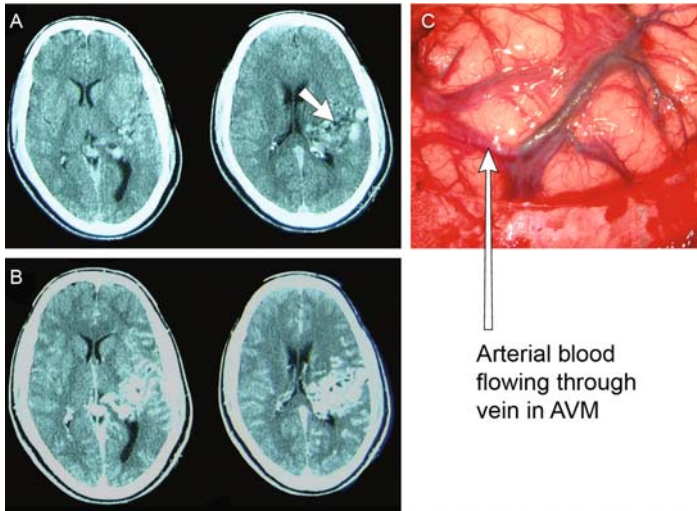 A
B
C
Arterial blood
flowing through
vein in AVM